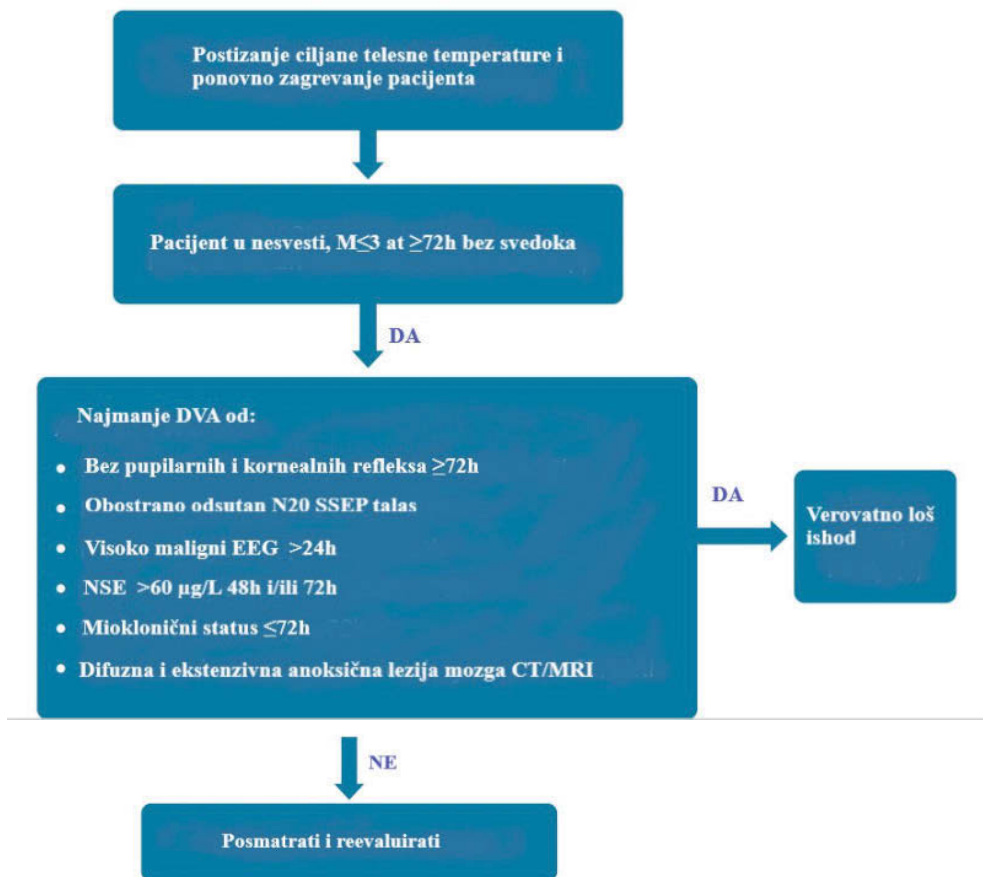 Postizanje ciljane telesne temperature i
ponovno zagrevanje pacijenta
Pacijent u nesvesti, M≤3 at ≥72h bez svedoka
DA
Najmanje DVA od:
• Bez pupilarnih i kornealnih refleksa ≥72h
• Obostrano odsutan N20 SSEP talas
• Visoko maligni EEG >24h
• NSE >60 µg/L 48h i/ili 72h
• Mioklonični status ≤72h
• Difuzna i ekstenzivna anoksična lezija mozga CT/MRI
DA
Verovatno loš
ishod
NE
Posmatrati i reevaluirati